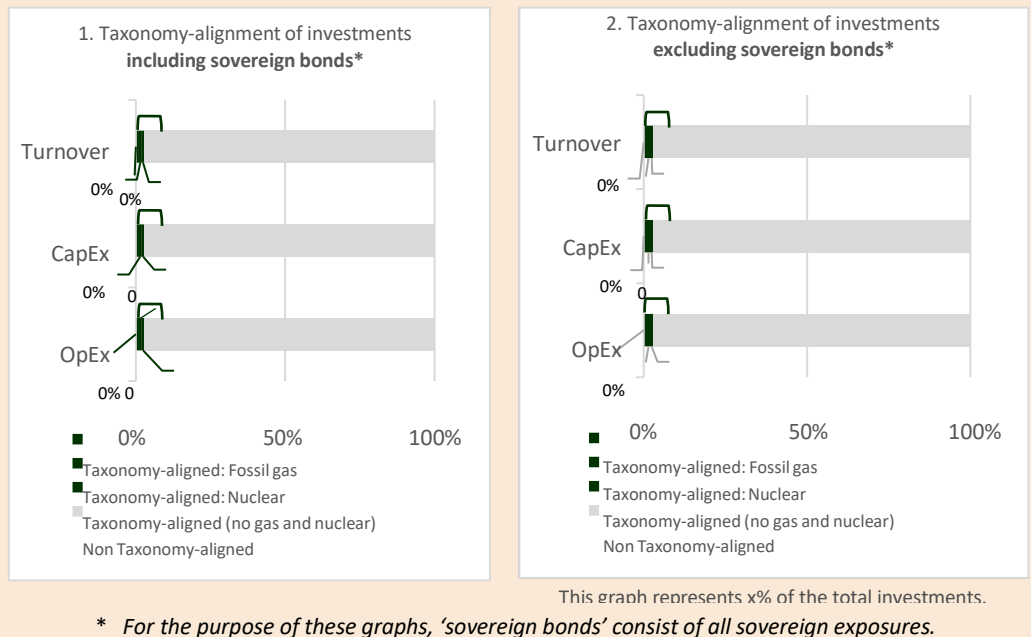 1. Taxonomy-alignment of investments
including sovereign bonds*
Turnover
0%
0%
CapEx
0%
0
OpEx
0% 0
0%
50%
100%
Taxonomy-aligned: Fossil gas
Taxonomy-aligned: Nuclear
Taxonomy-aligned (no gas and nuclear)
Non Taxonomy-aligned
2. Taxonomy-alignment of investments
excluding sovereign bonds*
Turnover
0%
CapEx
0%
0
OpEx
0%
0%
50%
100%
Taxonomy-aligned: Fossil gas
Taxonomy-aligned: Nuclear
Taxonomy-aligned (no gas and nuclear)
Non Taxonomy-aligned
This graph represents x% of the total investments.
* For the purpose of these graphs, ‘sovereign bonds’ consist of all sovereign exposures.